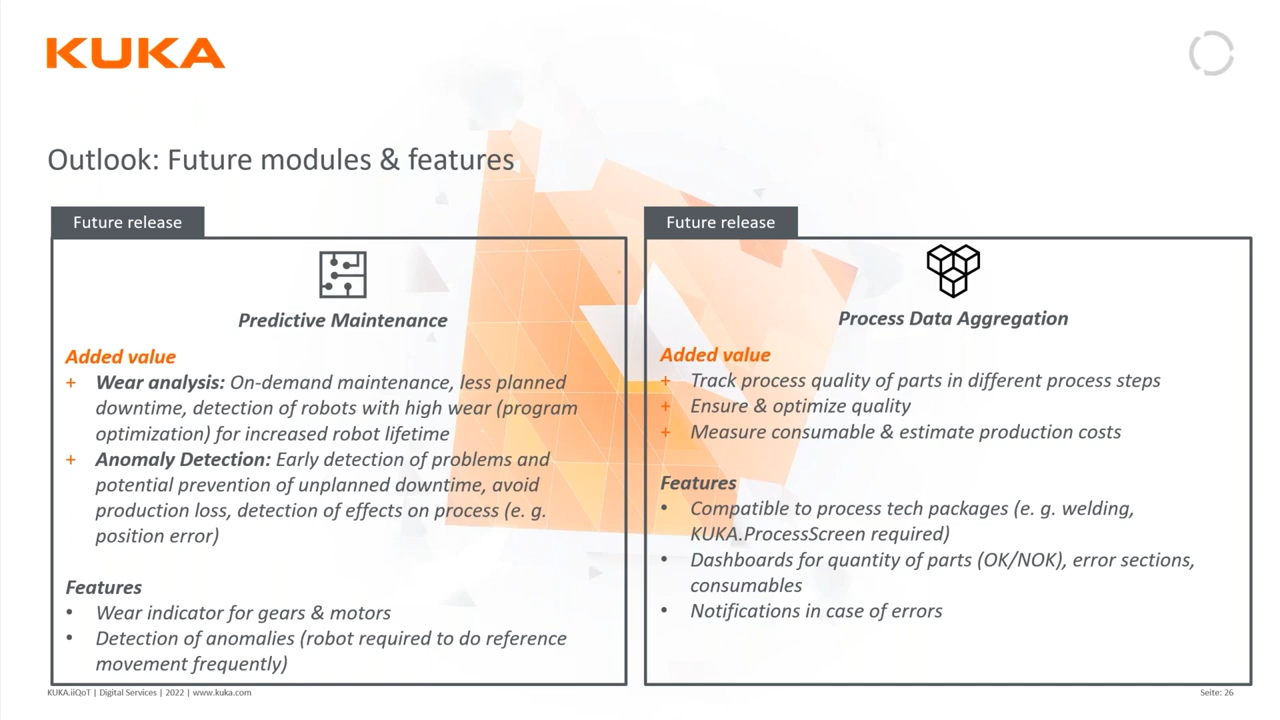 KUKA
Outlook: Future modules & features
Future release
Predictive Maintenance
Added value
+ Wear analysis: On-demand maintenance, less planned
downtime, detection of robots with high wear (program
optimization) for increased robot lifetime
+ Anomaly Detection: Early detection of problems and
potential prevention of unplanned downtime, avoid
production loss, detection of effects on process (e. g.
position error)
Features
• Wear indicator for gears & motors
• Detection of anomalies (robot required to do reference
movement frequently)
Future release
Process Data Aggregation
Added value
+ Track process quality of parts in different process steps
+ Ensure & optimize quality
+ Measure consumable & estimate production costs
Features
• Compatible to process tech packages (e. g. welding,
KUKA.ProcessScreen required)
• Dashboards for quantity of parts (OK/NOK), error sections,
consumables
• Notifications in case of errors
KUKA.iiQoT | Digital Services | 2022 | www.kuka.com
Seite: 26